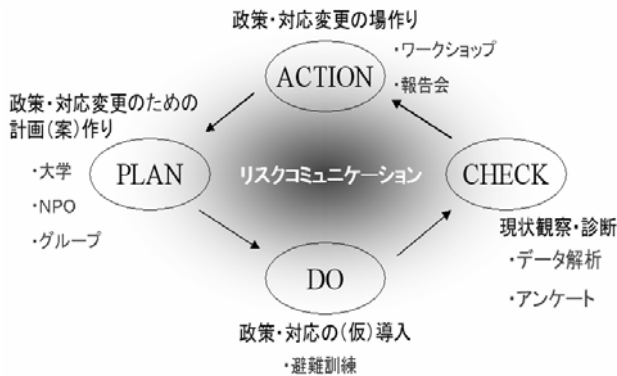 政策・対応変更の場作り
ACTION
・ワークショップ
・報告会
政策・対応変更のための
計画(案)作り
・大学
・NPO
・グループ
PLAN
リスクコミュニケーション
CHECK
現状観察・診断
・データ解析
・アンケート
DO
政策・対応の(仮)導入
・避難訓練